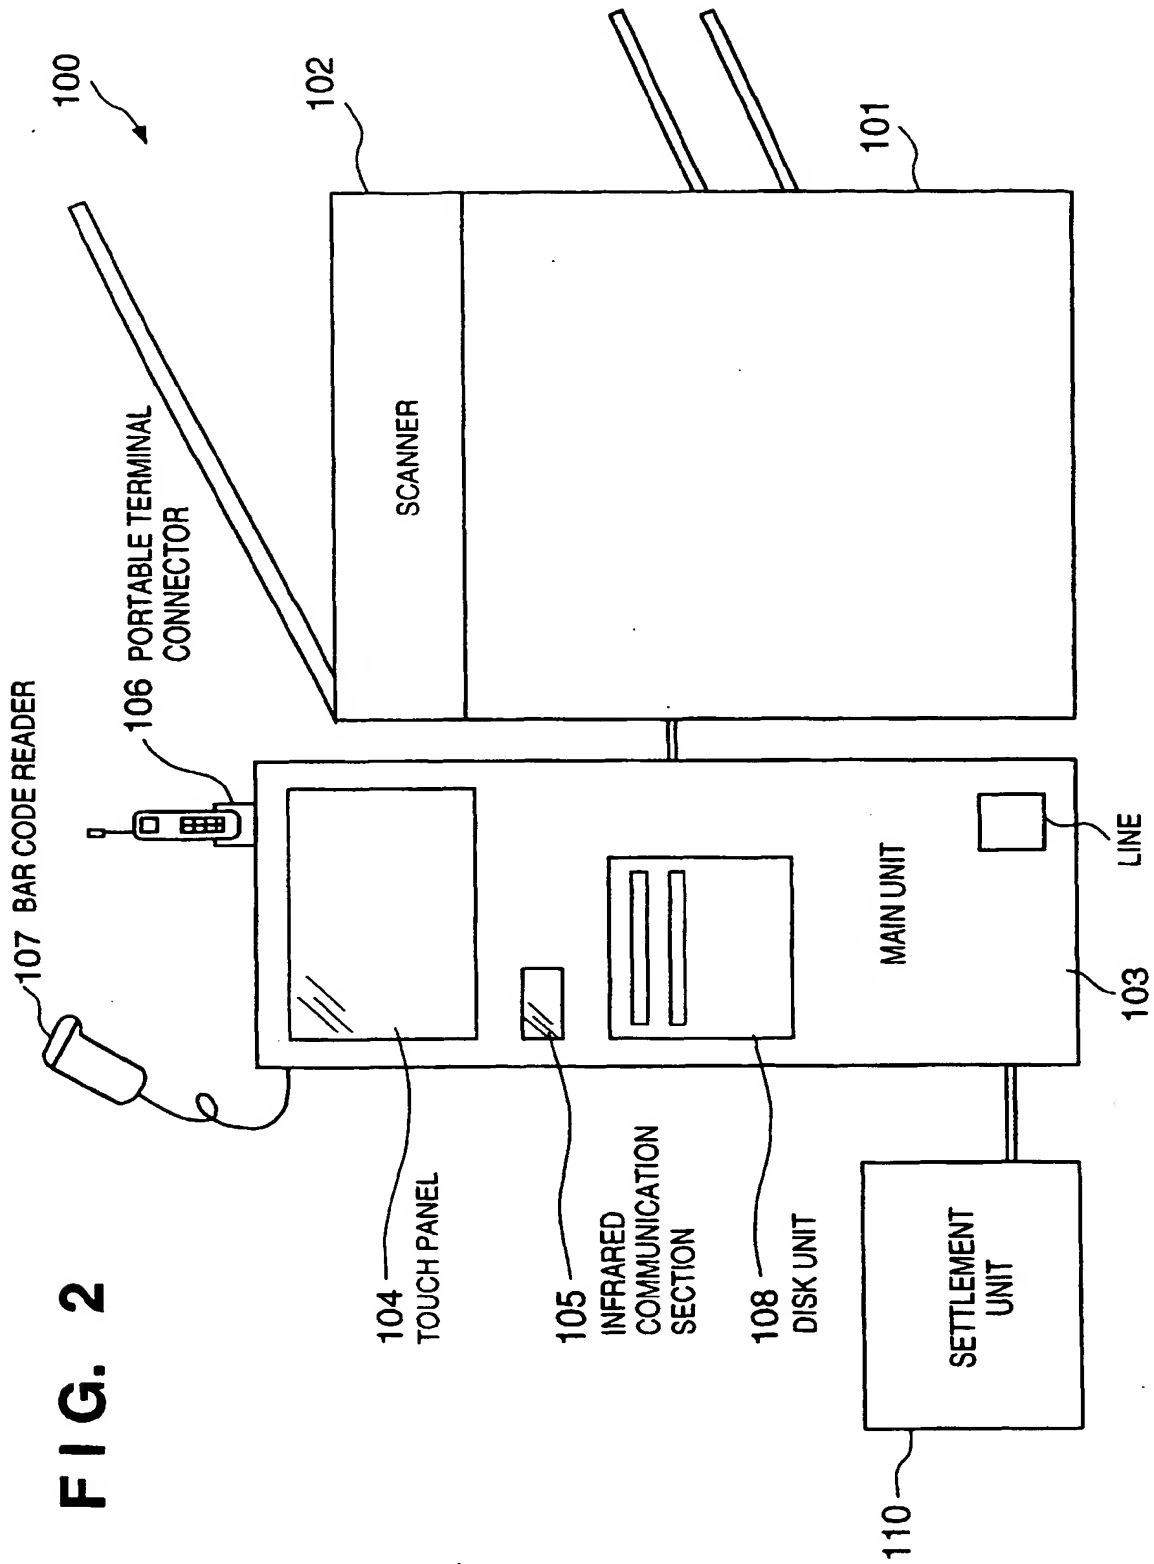 FIG. 2
100
102
101
SCANNER
106 PORTABLE TERMINAL
CONNECTOR
107 BAR CODE READER
104
TOUCH PANEL
105
INFRARED
COMMUNICATION
SECTION
108
DISK UNIT
MAIN UNIT
LINE
103
SETTLEMENT
UNIT
110